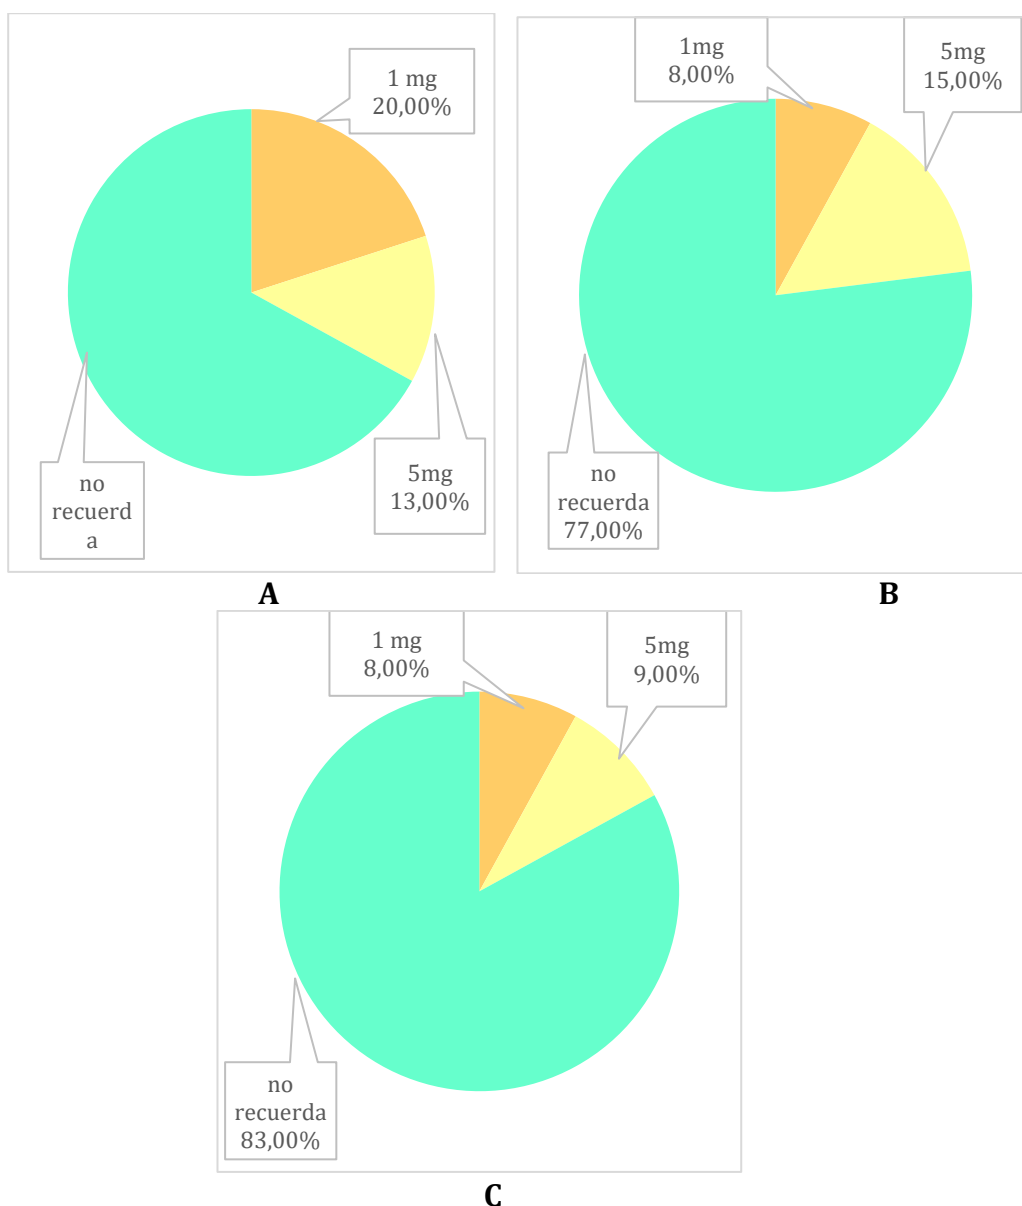 1 mg
20,00%
5mg
13,00%
no
recuerd
a
A
1mg
8,00%
5mg
15,00%
no
recuerda
77,00%
B
1 mg
8,00%
5mg
9,00%
no
recuerda
83,00%
C